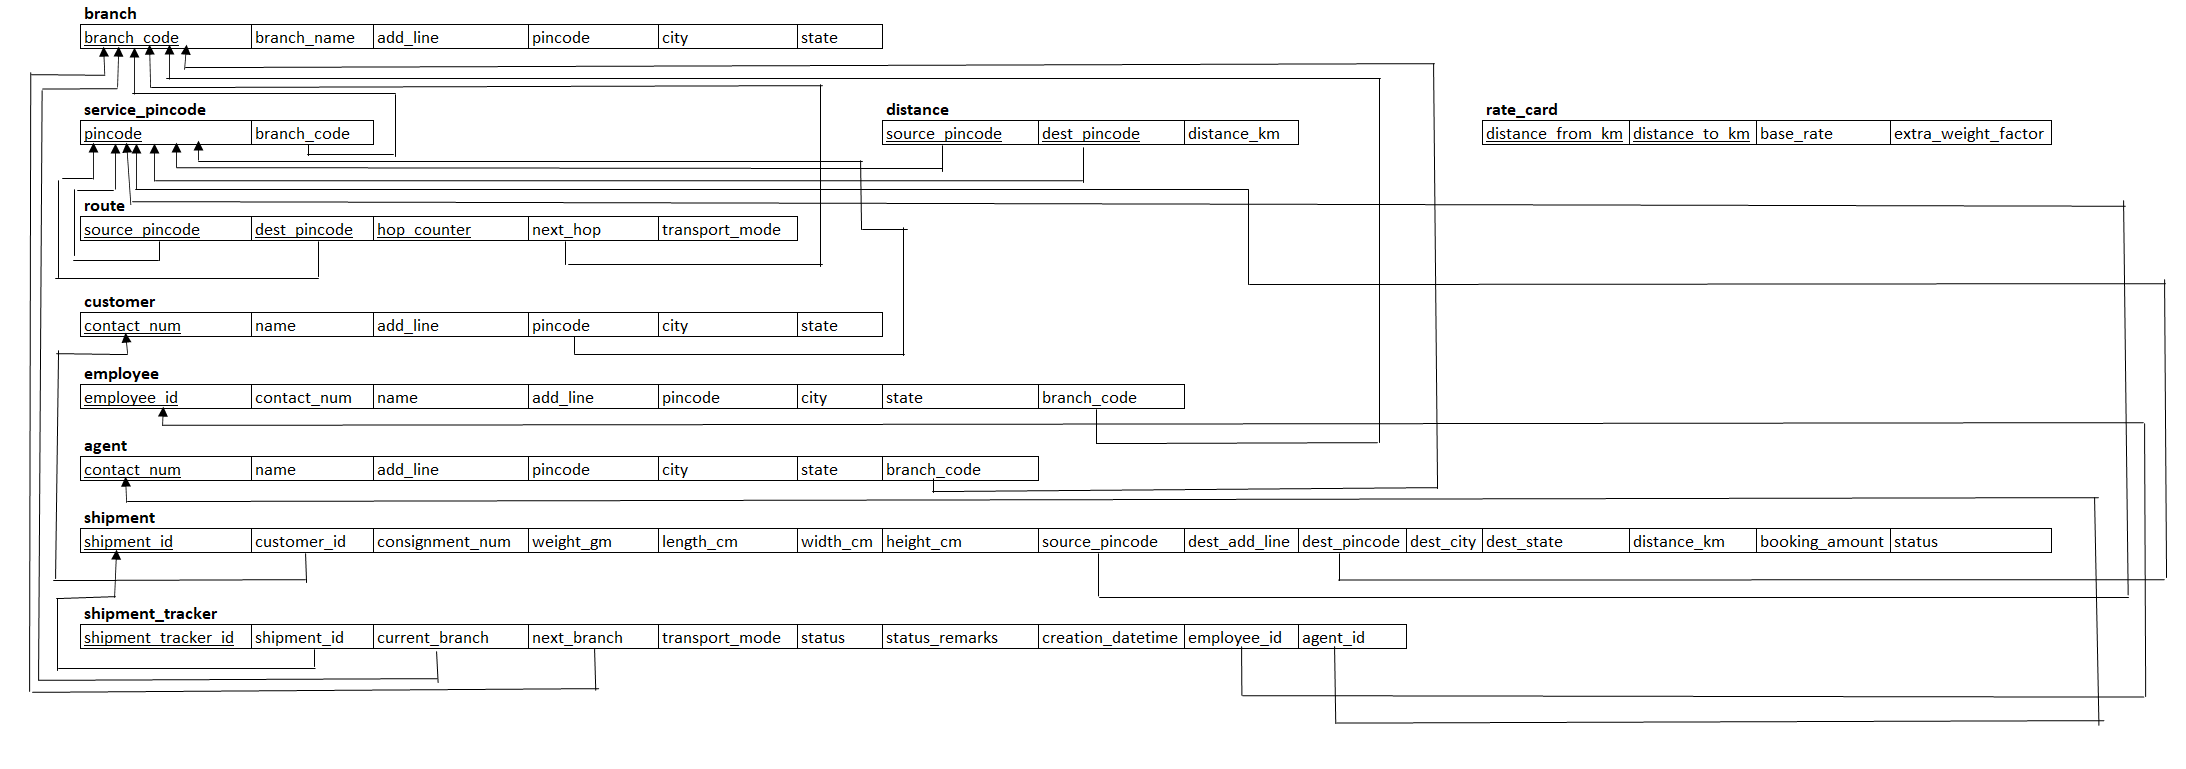 branch
branch_code branch_name add_line pincode city state
service_pincode distance rate_card
pincode branch_code source_pincode dest_pincode distance_km distance_from_km distance_to_km base_rate extra_weight_factor
route
source_pincode dest_pincode hop_counter next_hop transport_mode
customer
contact_num name add_line pincode city state
employee
employee_id contact_num name add_line pincode city state branch_code
agent
contact_num name add_line pincode city state branch_code
shipment
shipment_id customer_id consignment_num weight_gm length_cm width_cm height_cm source_pincode dest_add_line dest_pincode dest_city dest_state distance_km booking_amount status
shipment_tracker
shipment_tracker_id shipment_id current_branch next_branch transport_mode status status_remarks creation_datetime employee_id agent_id